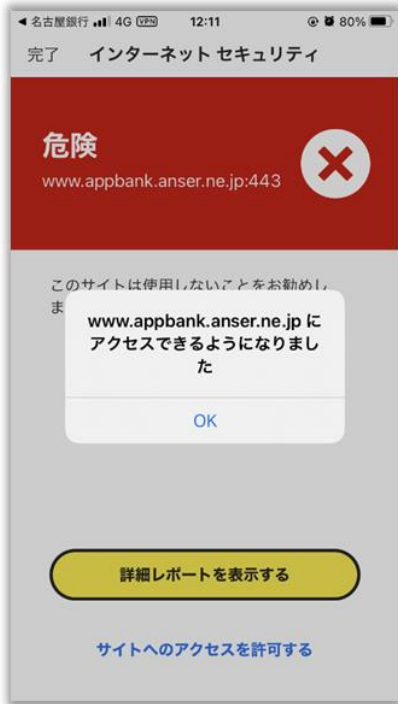 名古屋銀行 4G VPN 12:11 80%
完了 インターネット セキュリティ
危険
www.appbank.anser.ne.jp:443
このサイトは使用しないことをお勧めし
ま
www.appbank.anser.ne.jp に
アクセスできるようになりまし
た
OK
詳細レポートを表示する
サイトへのアクセスを許可する